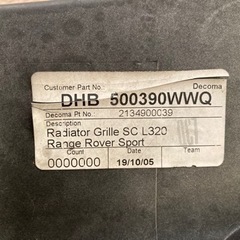 Customer Part No: Decoma
DHB 500390WWQ
Decoma Pt No.: 2134900039
Radiator Grille SC L320
Range Rover Sport
Count Date: Team
0000000 19/10/05